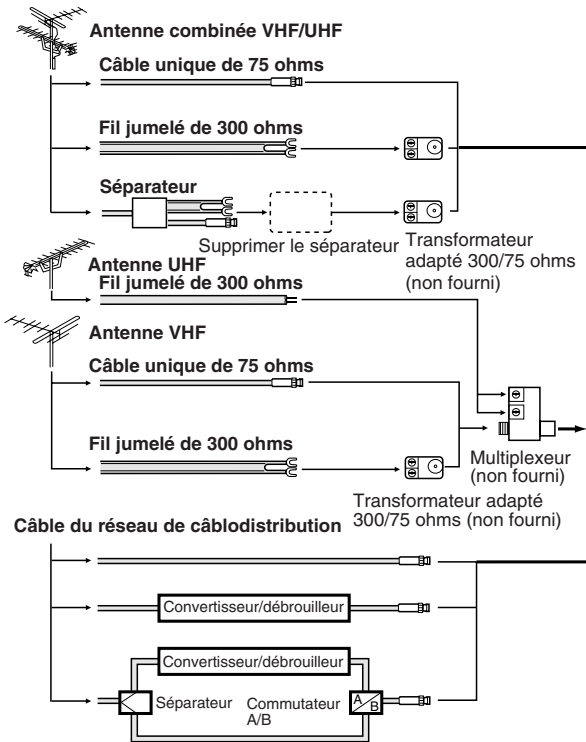 Antenne combinée VHF/UHF
Câble unique de 75 ohms
Fil jumelé de 300 ohms
Séparateur
Supprimer le séparateur
Transformateur
adapté 300/75 ohms
(non fourni)
Antenne UHF
Fil jumelé de 300 ohms
Antenne VHF
Câble unique de 75 ohms
Fil jumelé de 300 ohms
Multiplexeur
(non fourni)
Transformateur adapté
300/75 ohms (non fourni)
Câble du réseau de câblodistribution
Convertisseur/débrouilleur
Convertisseur/débrouilleur
Séparateur
Commutateur
A/B
A
B